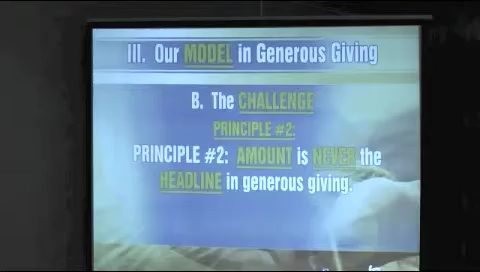 III. Our MODEL in Generous Giving
B. The CHALLENGE
PRINCIPLE #2:
PRINCIPLE #2: AMOUNT is NEVER the
HEADLINE in generous giving.